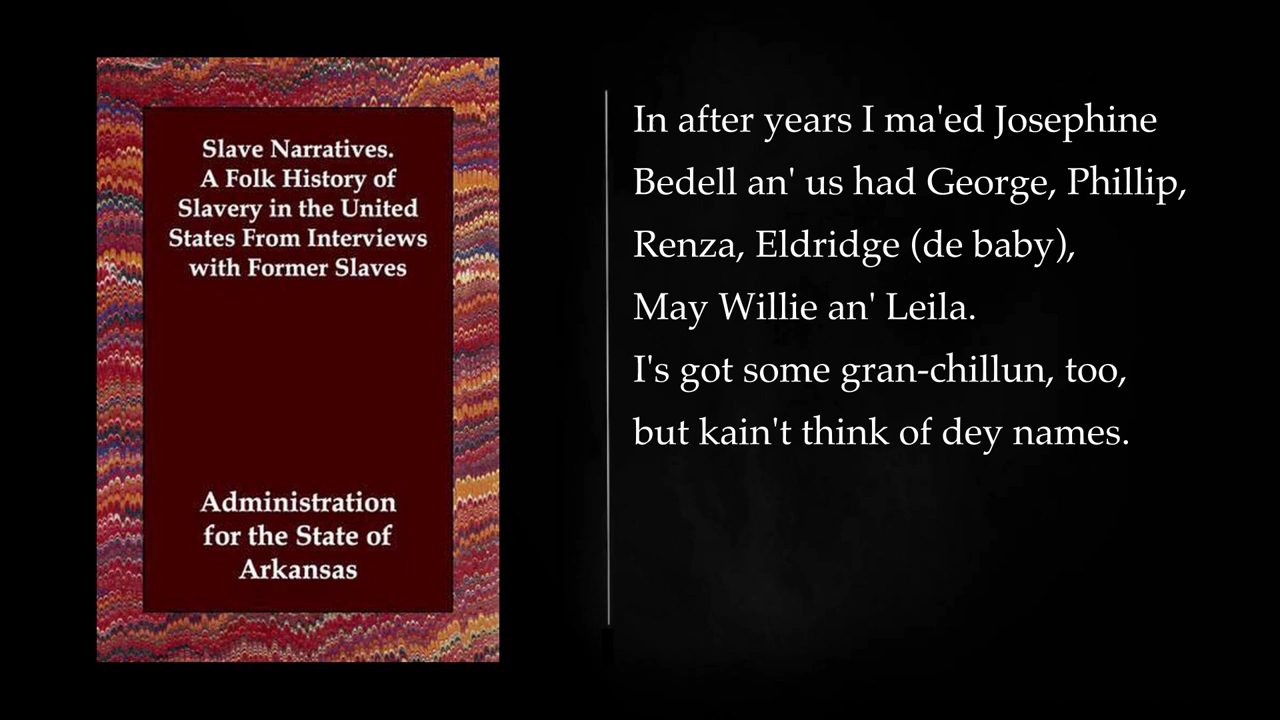 Slave Narratives.
A Folk History of
Slavery in the United
States From Interviews
with Former Slaves
Administration
for the State of
Arkansas
In after years I ma'ed Josephine
Bedell an' us had George, Phillip,
Renza, Eldridge (de baby),
May Willie an' Leila.
I's got some gran-chillun, too,
but kain't think of dey names.